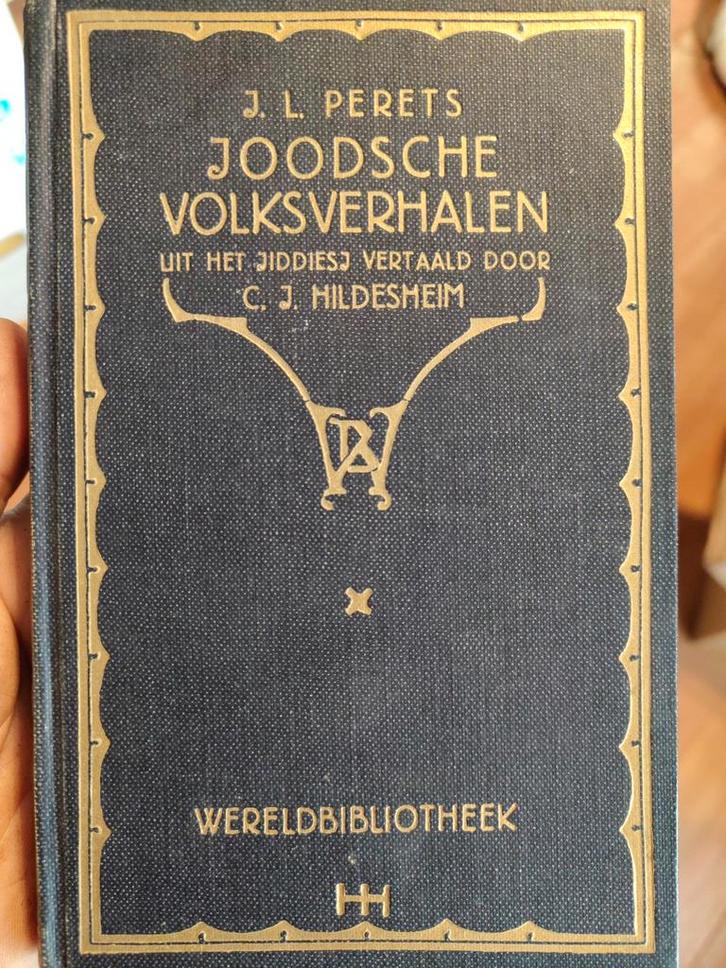 J. L. PERETS
JOODSCHE
VOLKSVERHALEN
UIT HET JIDDIESJ VERTAALD DOOR
C. J. HILDESHEIM
WERELDBIBLIOTHEEK